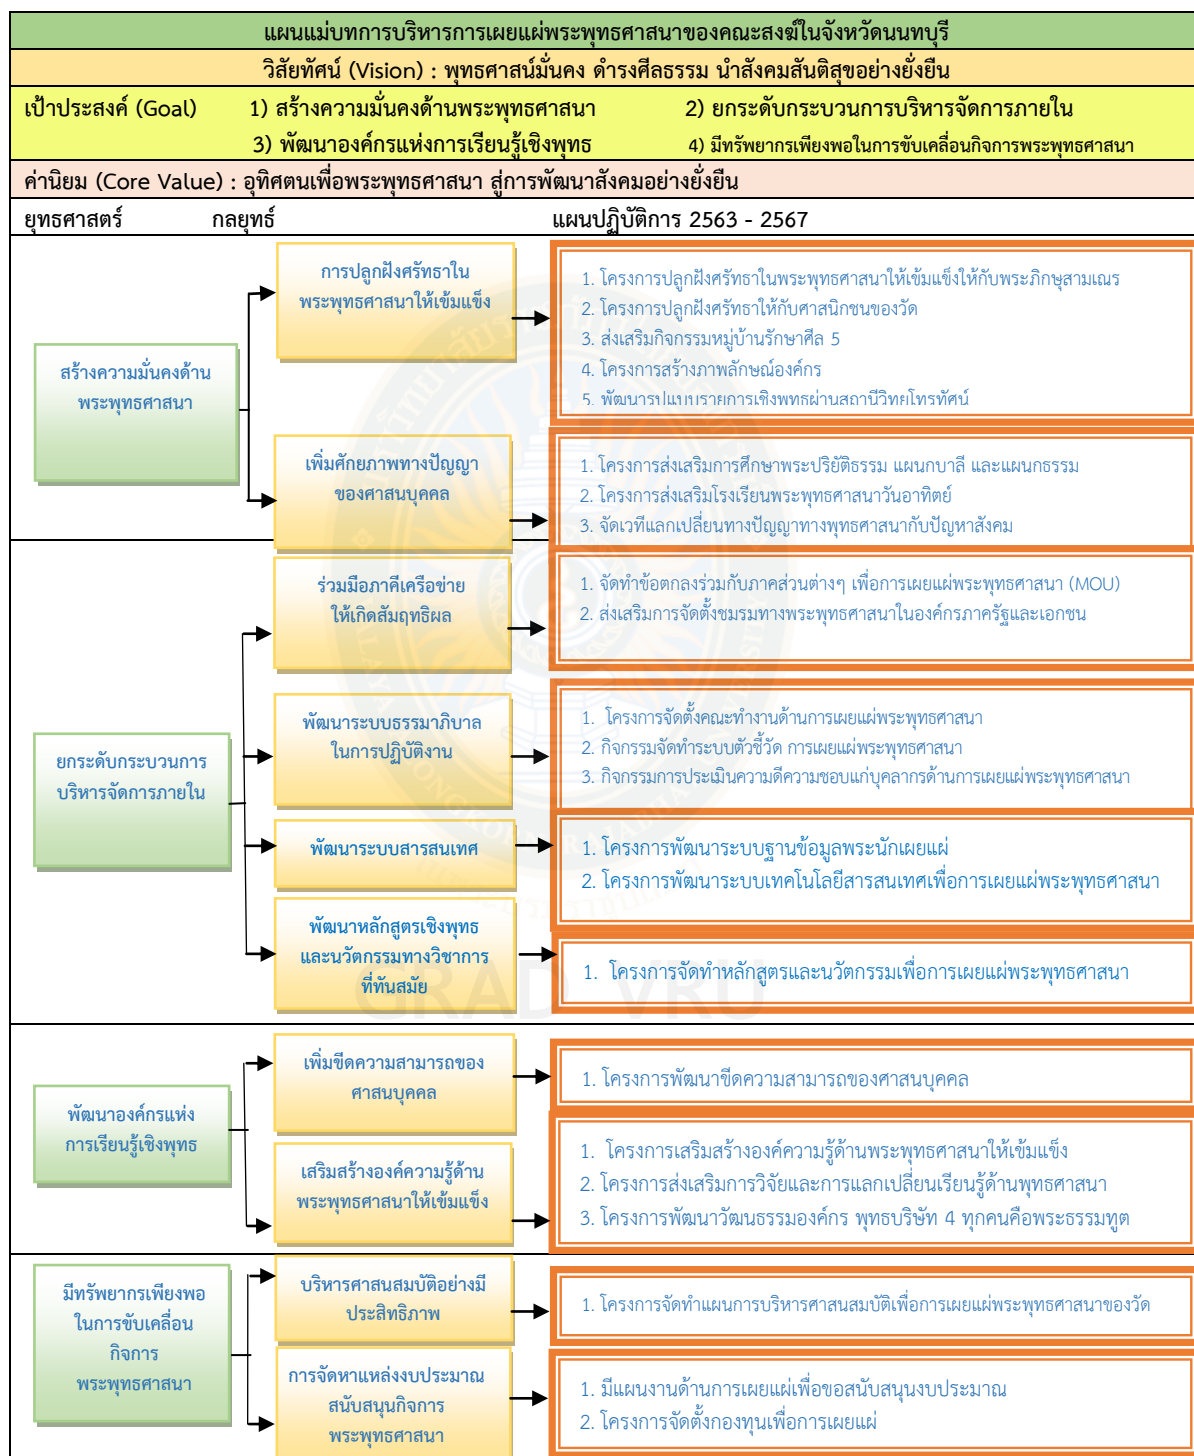 แผนแม่บทการบริหารการเผยแผ่พระพุทธศาสนาของคณะสงฆ์ในจังหวัดนนทบุรี
วิสัยทัศน์ (Vision) : พุทธศาสน์มั่นคง ดำรงศีลธรรม นำสังคมสันติสุขอย่างยั่งยืน
เป้าประสงค์ (Goal) 1) สร้างความมั่นคงด้านพระพุทธศาสนา 2) ยกระดับกระบวนการบริหารจัดการภายใน
3) พัฒนาองค์กรแห่งการเรียนรู้เชิงพุทธ 4) มีทรัพยากรเพียงพอในการขับเคลื่อนกิจการพระพุทธศาสนา
ค่านิยม (Core Value) : อุทิศตนเพื่อพระพุทธศาสนา สู่การพัฒนาสังคมอย่างยั่งยืน
ยุทธศาสตร์ กลยุทธ์ แผนปฏิบัติการ 2563 - 2567
สร้างความมั่นคงด้าน
พระพุทธศาสนา
การปลูกฝังศรัทธาใน
พระพุทธศาสนาให้เข้มแข็ง
1. โครงการปลูกฝังศรัทธาในพระพุทธศาสนาให้เข้มแข็งให้กับพระภิกษุสามเณร
2. โครงการปลูกฝังศรัทธาให้กับศาสนิกชนของวัด
3. ส่งเสริมกิจกรรมหมู่บ้านรักษาศีล 5
4. โครงการสร้างภาพลักษณ์องค์กร
5. พัฒนารูปแบบรายการเชิงพุทธผ่านสถานีวิทยุโทรทัศน์
เพิ่มศักยภาพทางปัญญา
ของศาสนบุคคล
1. โครงการส่งเสริมการศึกษาพระปริยัติธรรม แผนกบาลี และแผนกธรรม
2. โครงการส่งเสริมโรงเรียนพระพุทธศาสนาวันอาทิตย์
3. จัดเวทีแลกเปลี่ยนทางปัญญาทางพุทธศาสนากับปัญหาสังคม
ยกระดับกระบวนการ
บริหารจัดการภายใน
ร่วมมือภาคีเครือข่าย
ให้เกิดสัมฤทธิผล
1. จัดทำข้อตกลงร่วมกับภาคส่วนต่างๆ เพื่อการเผยแผ่พระพุทธศาสนา (MOU)
2. ส่งเสริมการจัดตั้งชมรมทางพระพุทธศาสนาในองค์กรภาครัฐและเอกชน
พัฒนาระบบธรรมาภิบาล
ในการปฏิบัติงาน
1. โครงการจัดตั้งคณะทำงานด้านการเผยแผ่พระพุทธศาสนา
2. กิจกรรมจัดทำระบบตัวชี้วัด การเผยแผ่พระพุทธศาสนา
3. กิจกรรมการประเมินความดีความชอบแก่บุคลากรด้านการเผยแผ่พระพุทธศาสนา
พัฒนาระบบสารสนเทศ
1. โครงการพัฒนาระบบฐานข้อมูลพระนักเผยแผ่
2. โครงการพัฒนาระบบเทคโนโลยีสารสนเทศเพื่อการเผยแผ่พระพุทธศาสนา
พัฒนาหลักสูตรเชิงพุทธ
และนวัตกรรมทางวิชาการ
ที่ทันสมัย
1. โครงการจัดทำหลักสูตรและนวัตกรรมเพื่อการเผยแผ่พระพุทธศาสนา
GRAD VRU
พัฒนาองค์กรแห่ง
การเรียนรู้เชิงพุทธ
เพิ่มขีดความสามารถของ
ศาสนบุคคล
1. โครงการพัฒนาขีดความสามารถของศาสนบุคคล
เสริมสร้างองค์ความรู้ด้าน
พระพุทธศาสนาให้เข้มแข็ง
1. โครงการเสริมสร้างองค์ความรู้ด้านพระพุทธศาสนาให้เข้มแข็ง
2. โครงการส่งเสริมการวิจัยและการแลกเปลี่ยนเรียนรู้ด้านพุทธศาสนา
3. โครงการพัฒนาวัฒนธรรมองค์กร พุทธบริษัท 4 ทุกคนคือพระธรรมทูต
มีทรัพยากรเพียงพอ
ในการขับเคลื่อน
กิจการ
พระพุทธศาสนา
บริหารศาสนสมบัติอย่างมี
ประสิทธิภาพ
1. โครงการจัดทำแผนการบริหารศาสนสมบัติเพื่อการเผยแผ่พระพุทธศาสนาของวัด
การจัดหาแหล่งงบประมาณ
สนับสนุนกิจการ
พระพุทธศาสนา
1. มีแผนงานด้านการเผยแผ่เพื่อขอสนับสนุนงบประมาณ
2. โครงการจัดตั้งกองทุนเพื่อการเผยแผ่